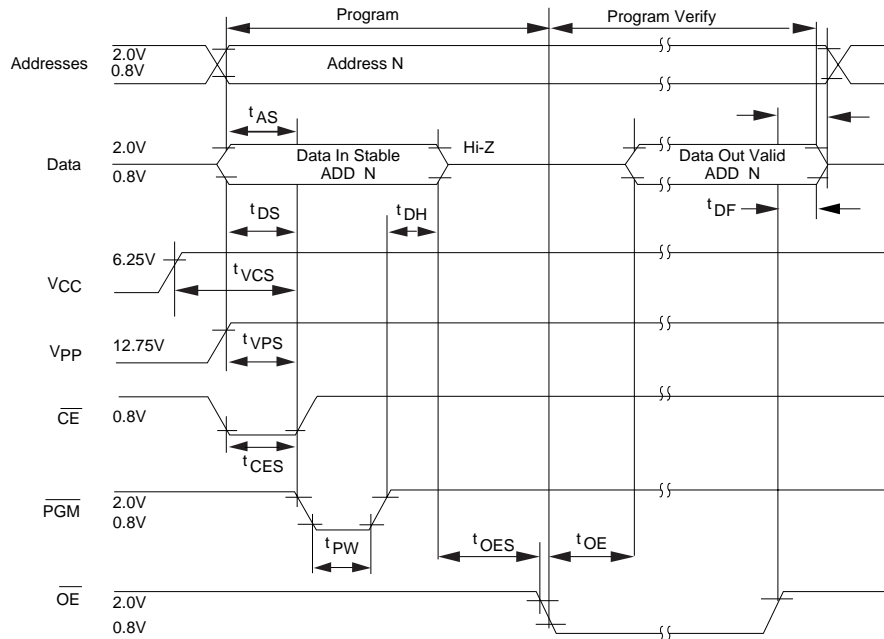 Program
Program Verify
Addresses
2.0V
0.8V
Address N
tAS
Data
2.0V
0.8V
Data In Stable
ADD N
Hi-Z
Data Out Valid
ADD N
tDS
tDH
tDF
VCC
6.25V
tVCS
VPP
12.75V
tVPS
CE
0.8V
tCES
PGM
2.0V
0.8V
tPW
tOES
tOE
OE
2.0V
0.8V